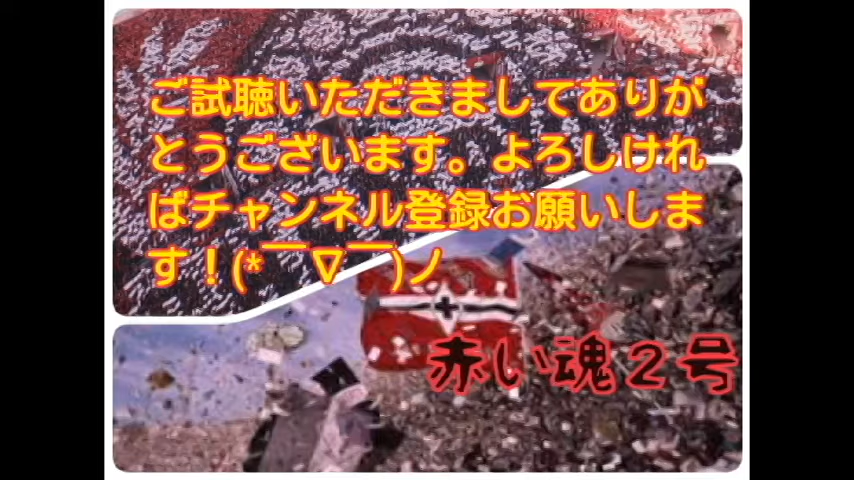 ご試聴いただきましてありが
とうございます。よろしけれ
ばチャンネル登録お願いしま
す！(*￣∇￣)ノ
赤い魂２号